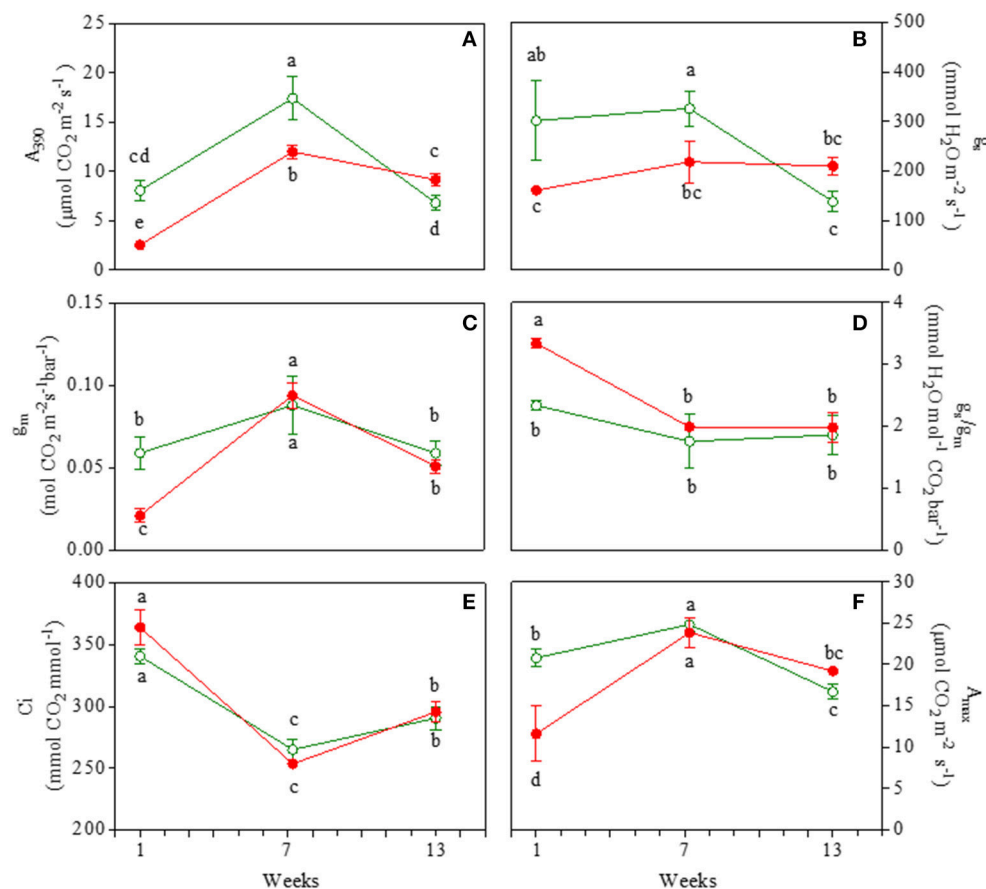 25
20
15
10
5
0
A₃₉₀
(μmol CO₂ m⁻² s⁻¹)
A
cd
a
c
e
b
d
500
400
300
200
100
0
gₛ
(mmol H₂O m⁻² s⁻¹)
B
ab
a
bc
c
bc
c
0.15
0.10
0.05
0.00
gₘ
(mol CO₂ m⁻²s⁻¹bar⁻¹)
C
b
a
b
c
a
b
4
3
2
1
0
gₛ/gₘ
(mmol H₂O mol⁻¹ CO₂ bar⁻¹)
D
a
b
b
b
b
b
400
350
300
250
200
Ci
(mmol CO₂ mmol⁻¹)
E
a
c
b
a
c
b
1 7 13
Weeks
30
25
20
15
10
5
0
Aₘₐₓ
(μmol CO₂ m⁻² s⁻¹)
F
b
a
bc
d
a
c
1 7 13
Weeks